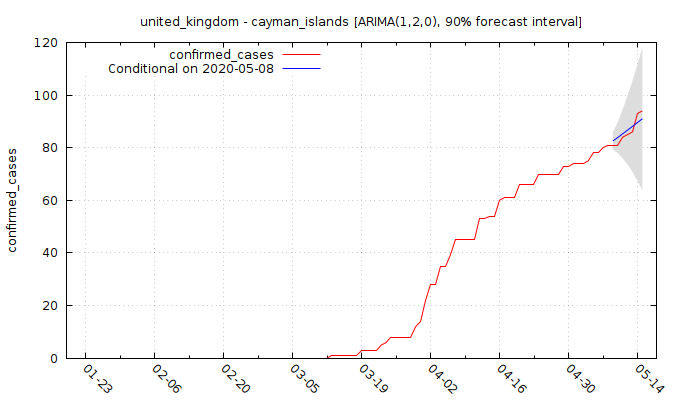 united_kingdom - cayman_islands [ARIMA(1,2,0), 90% forecast interval]
confirmed_cases
Conditional on 2020-05-08
confirmed_cases
120
100
80
60
40
20
0
01-23 02-06 02-20 03-05 03-19 04-02 04-16 04-30 05-14